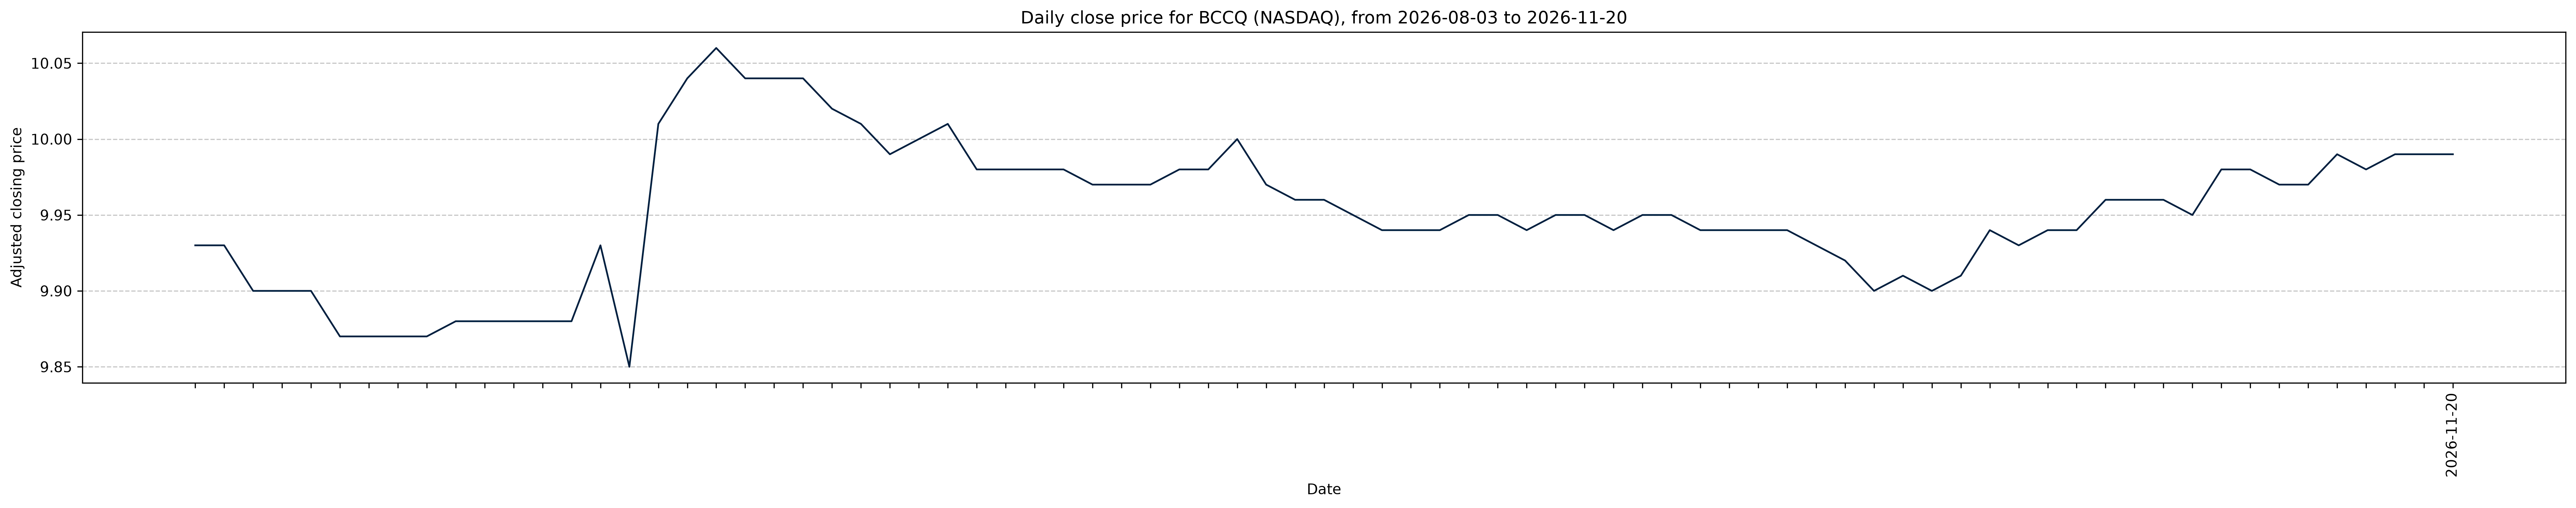 Daily close price for BCCQ (NASDAQ), from 2026-08-03 to 2026-11-20
Adjusted closing price
10.05
10.00
9.95
9.90
9.85
2026-11-20
Date